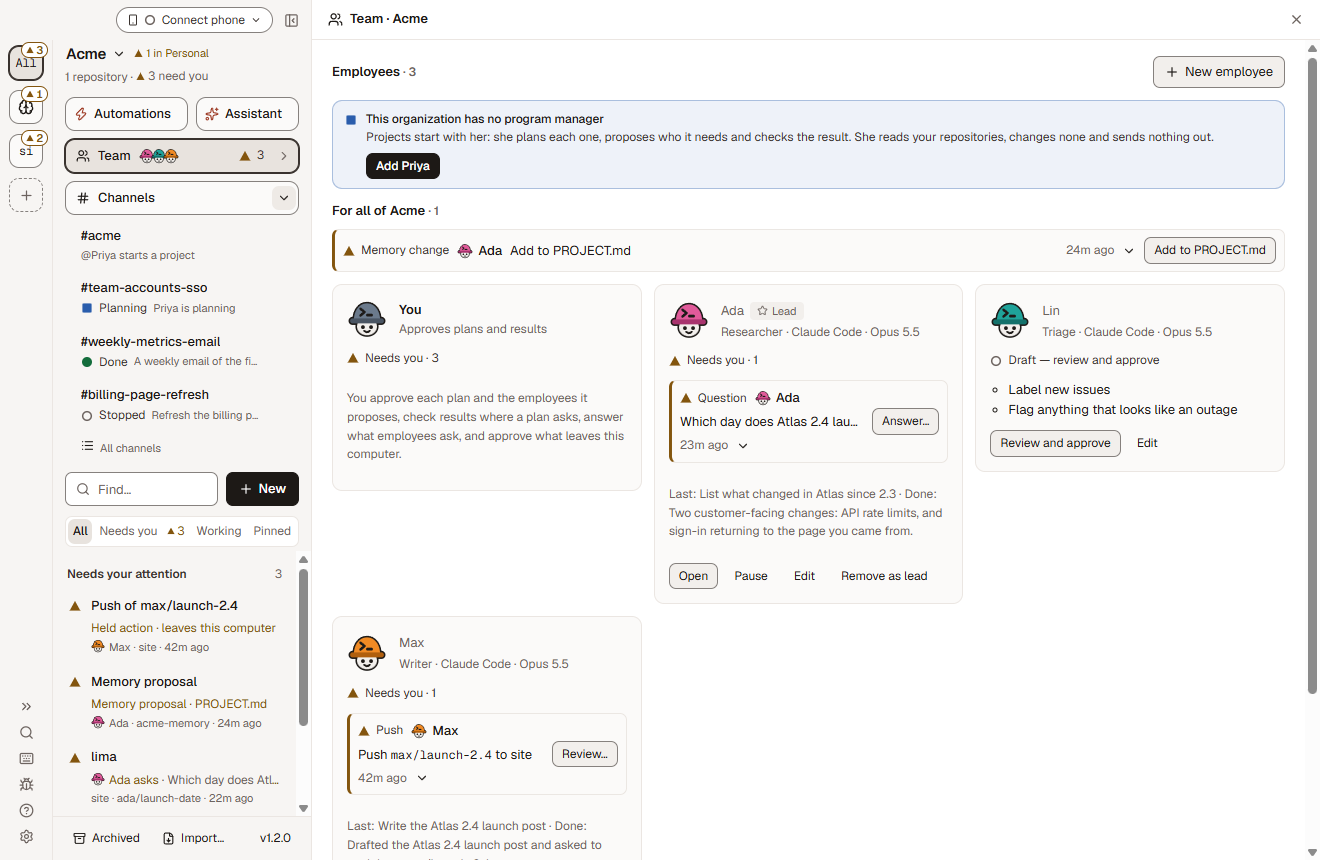 Connect phone
3
All
1
2
si
Acme
1 in Personal
1 repository · 3 need you
Automations
Assistant
Team
3
# Channels
#acme
@Priya starts a project
#team-accounts-sso
Planning Priya is planning
#weekly-metrics-email
Done A weekly email of the fi…
#billing-page-refresh
Stopped Refresh the billing p…
All channels
Find…
+ New
All Needs you 3 Working Pinned
Needs your attention 3
Push of max/launch-2.4
Held action · leaves this computer
Max · site · 42m ago
Memory proposal
Memory proposal · PROJECT.md
Ada · acme-memory · 24m ago
lima
Ada asks · Which day does Atl…
site · ada/launch-date · 22m ago
Archived
Import…
v1.2.0
Team · Acme
Employees · 3
+ New employee
This organization has no program manager
Projects start with her: she plans each one, proposes who it needs and checks the result. She reads your repositories, changes none and sends nothing out.
Add Priya
For all of Acme · 1
Memory change Ada Add to PROJECT.md
24m ago
Add to PROJECT.md
You
Approves plans and results
Needs you · 3
You approve each plan and the employees it
proposes, check results where a plan asks, answer
what employees ask, and approve what leaves this
computer.
Ada Lead
Researcher · Claude Code · Opus 5.5
Needs you · 1
Question Ada
Which day does Atlas 2.4 lau…
Answer…
23m ago
Last: List what changed in Atlas since 2.3 · Done:
Two customer-facing changes: API rate limits, and
sign-in returning to the page you came from.
Open Pause Edit Remove as lead
Lin
Triage · Claude Code · Opus 5.5
Draft — review and approve
Label new issues
Flag anything that looks like an outage
Review and approve Edit
Max
Writer · Claude Code · Opus 5.5
Needs you · 1
Push Max
Push max/launch-2.4 to site
Review…
42m ago
Last: Write the Atlas 2.4 launch post · Done:
Drafted the Atlas 2.4 launch post and asked to